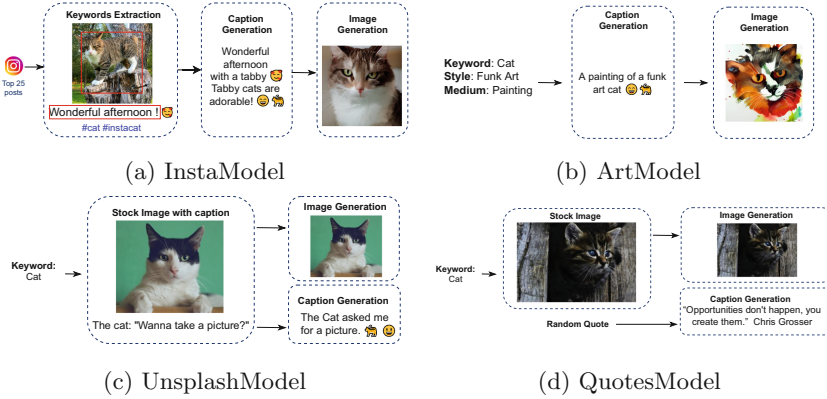 Keywords Extraction
Top 25
posts
Wonderful afternoon ! 🥰
#cat #instacat
Caption
Generation
Wonderful
afternoon
with a tabby 🥰
Tabby cats are
adorable! 😀 🐈
Image
Generation
(a) InstaModel
Keyword: Cat
Style: Funk Art
Medium: Painting
Caption
Generation
A painting of a funk
art cat 😀 🐈
Image
Generation
(b) ArtModel
Keyword:
Cat
Stock Image with caption
The cat: "Wanna take a picture?"
Image Generation
Caption Generation
The Cat asked me
for a picture. 🐈 😀
(c) UnsplashModel
Keyword:
Cat
Stock Image
Random Quote
Image Generation
Caption Generation
"Opportunities don't happen, you
create them." Chris Grosser
(d) QuotesModel